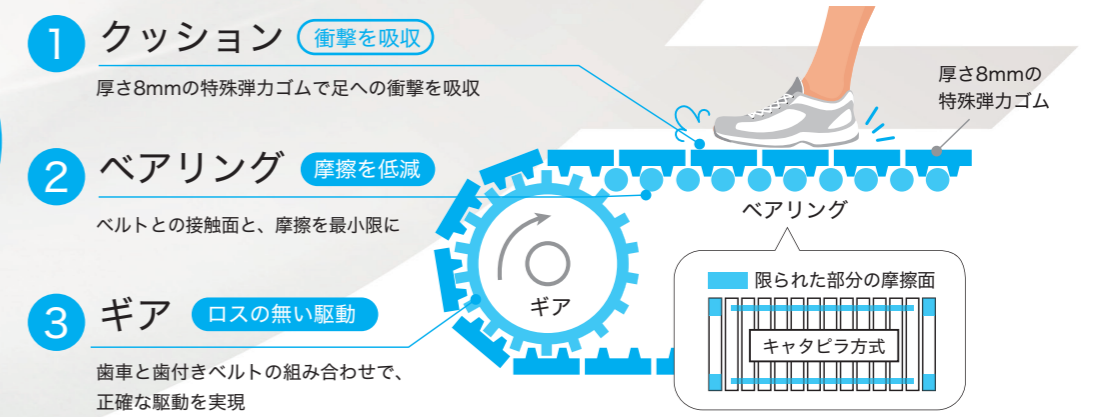 1 クッション 衝撃を吸収
厚さ8mmの特殊弾力ゴムで足への衝撃を吸収
2 ベアリング 摩擦を低減
ベルトとの接触面と、摩擦を最小限に
3 ギア ロスの無い駆動
歯車と歯付きベルトの組み合わせで、
正確な駆動を実現
厚さ8mmの
特殊弾力ゴム
ベアリング
ギア
限られた部分の摩擦面
キャタピラ方式